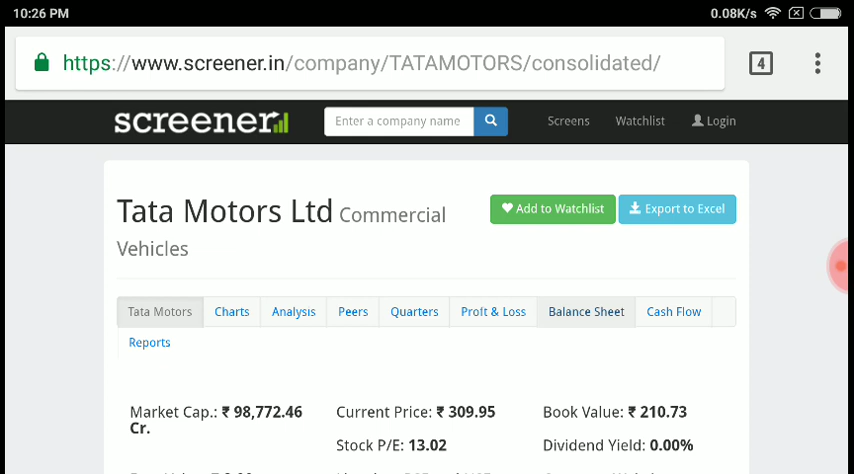 10:26 PM 0.08K/s
https://www.screener.in/company/TATAMOTORS/consolidated/ 4
screener Enter a company name Screens Watchlist Login
Tata Motors Ltd Commercial Vehicles
Add to Watchlist Export to Excel
Tata Motors Charts Analysis Peers Quarters Profit & Loss Balance Sheet Cash Flow
Reports
Market Cap.: ₹ 98,772.46 Cr. Current Price: ₹ 309.95 Book Value: ₹ 210.73
Stock P/E: 13.02 Dividend Yield: 0.00%